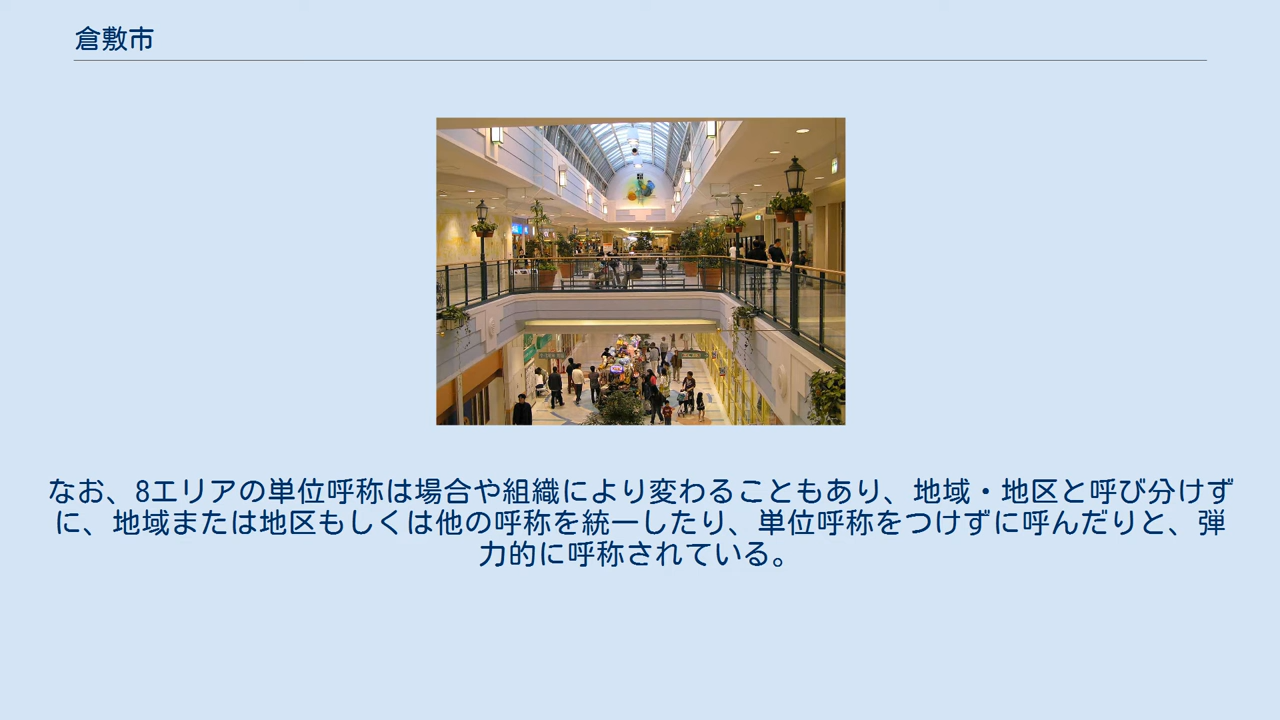 倉敷市
なお、8エリアの単位呼称は場合や組織により変わることもあり、地域・地区と呼び分けず
に、地域または地区もしくは他の呼称を統一したり、単位呼称をつけずに呼んだりと、弾
力的に呼称されている。